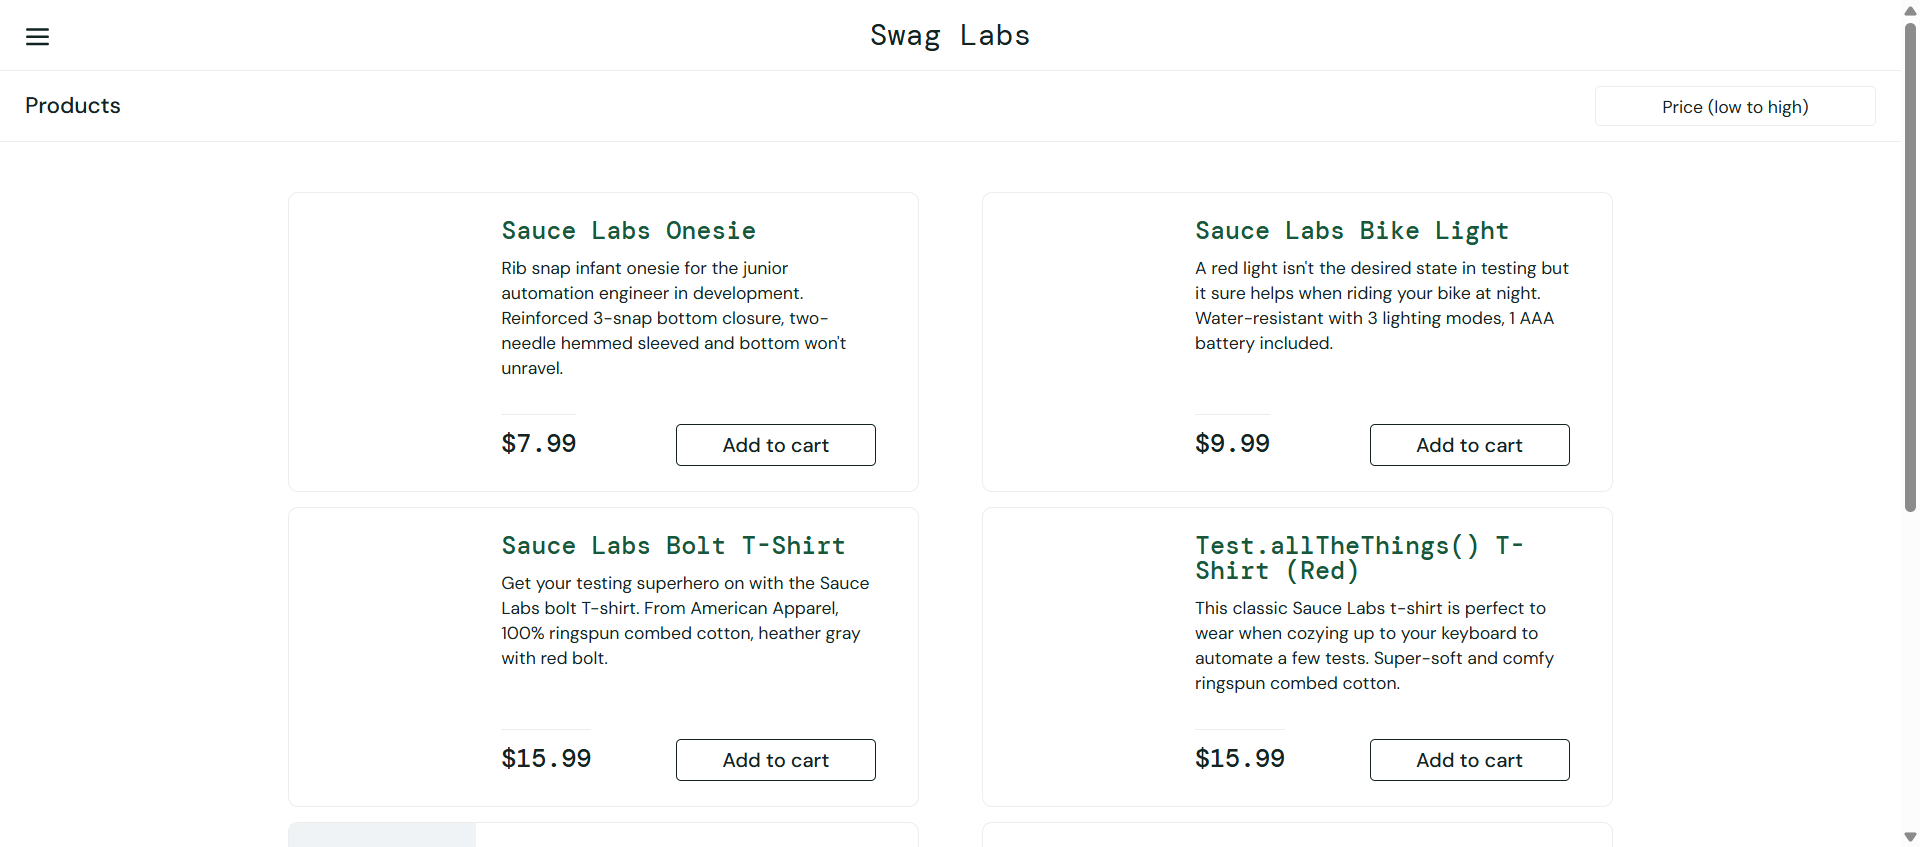 Swag Labs
Products
Price (low to high)
Sauce Labs Onesie
Rib snap infant onesie for the junior
automation engineer in development.
Reinforced 3-snap bottom closure, two-
needle hemmed sleeved and bottom won't
unravel.
$7.99
Add to cart
Sauce Labs Bike Light
A red light isn't the desired state in testing but
it sure helps when riding your bike at night.
Water-resistant with 3 lighting modes, 1 AAA
battery included.
$9.99
Add to cart
Sauce Labs Bolt T-Shirt
Get your testing superhero on with the Sauce
Labs bolt T-shirt. From American Apparel,
100% ringspun combed cotton, heather gray
with red bolt.
$15.99
Add to cart
Test.allTheThings() T-
Shirt (Red)
This classic Sauce Labs t-shirt is perfect to
wear when cozying up to your keyboard to
automate a few tests. Super-soft and comfy
ringspun combed cotton.
$15.99
Add to cart